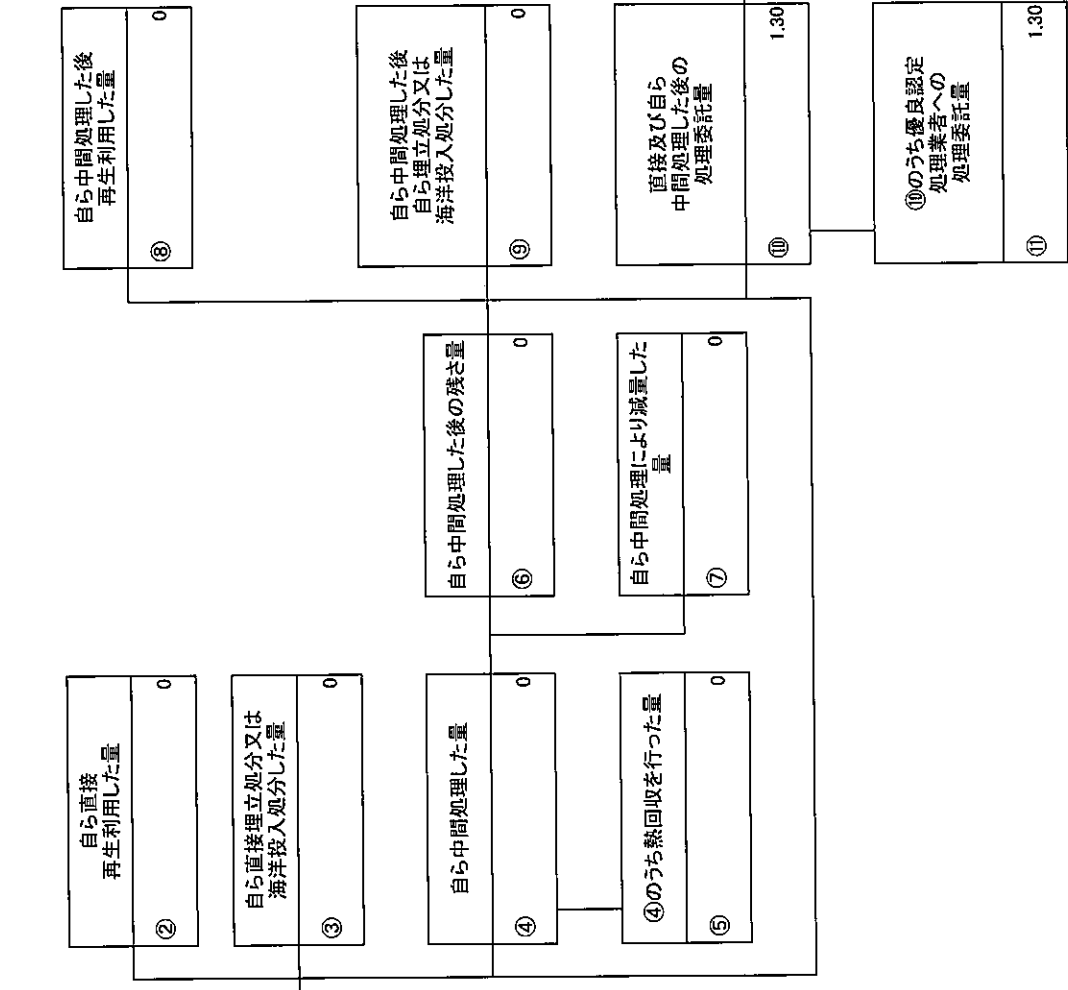 自ら直接
再生利用した量
② 0
自ら直接埋立処分又は
海洋投入処分した量
③ 0
自ら中間処理した量
④ 0
④のうち熱回収を行った量
⑤ 0
自ら中間処理した後の残さ量
⑥ 0
自ら中間処理により減量した
量
⑦ 0
自ら中間処理した後
再生利用した量
⑧ 0
自ら中間処理した後
自ら埋立処分又は
海洋投入処分した量
⑨ 0
直接及び自ら
中間処理した後の
処理委託量
⑩ 1.30
⑩のうち優良認定
処理業者への
処理委託量
⑪ 1.30